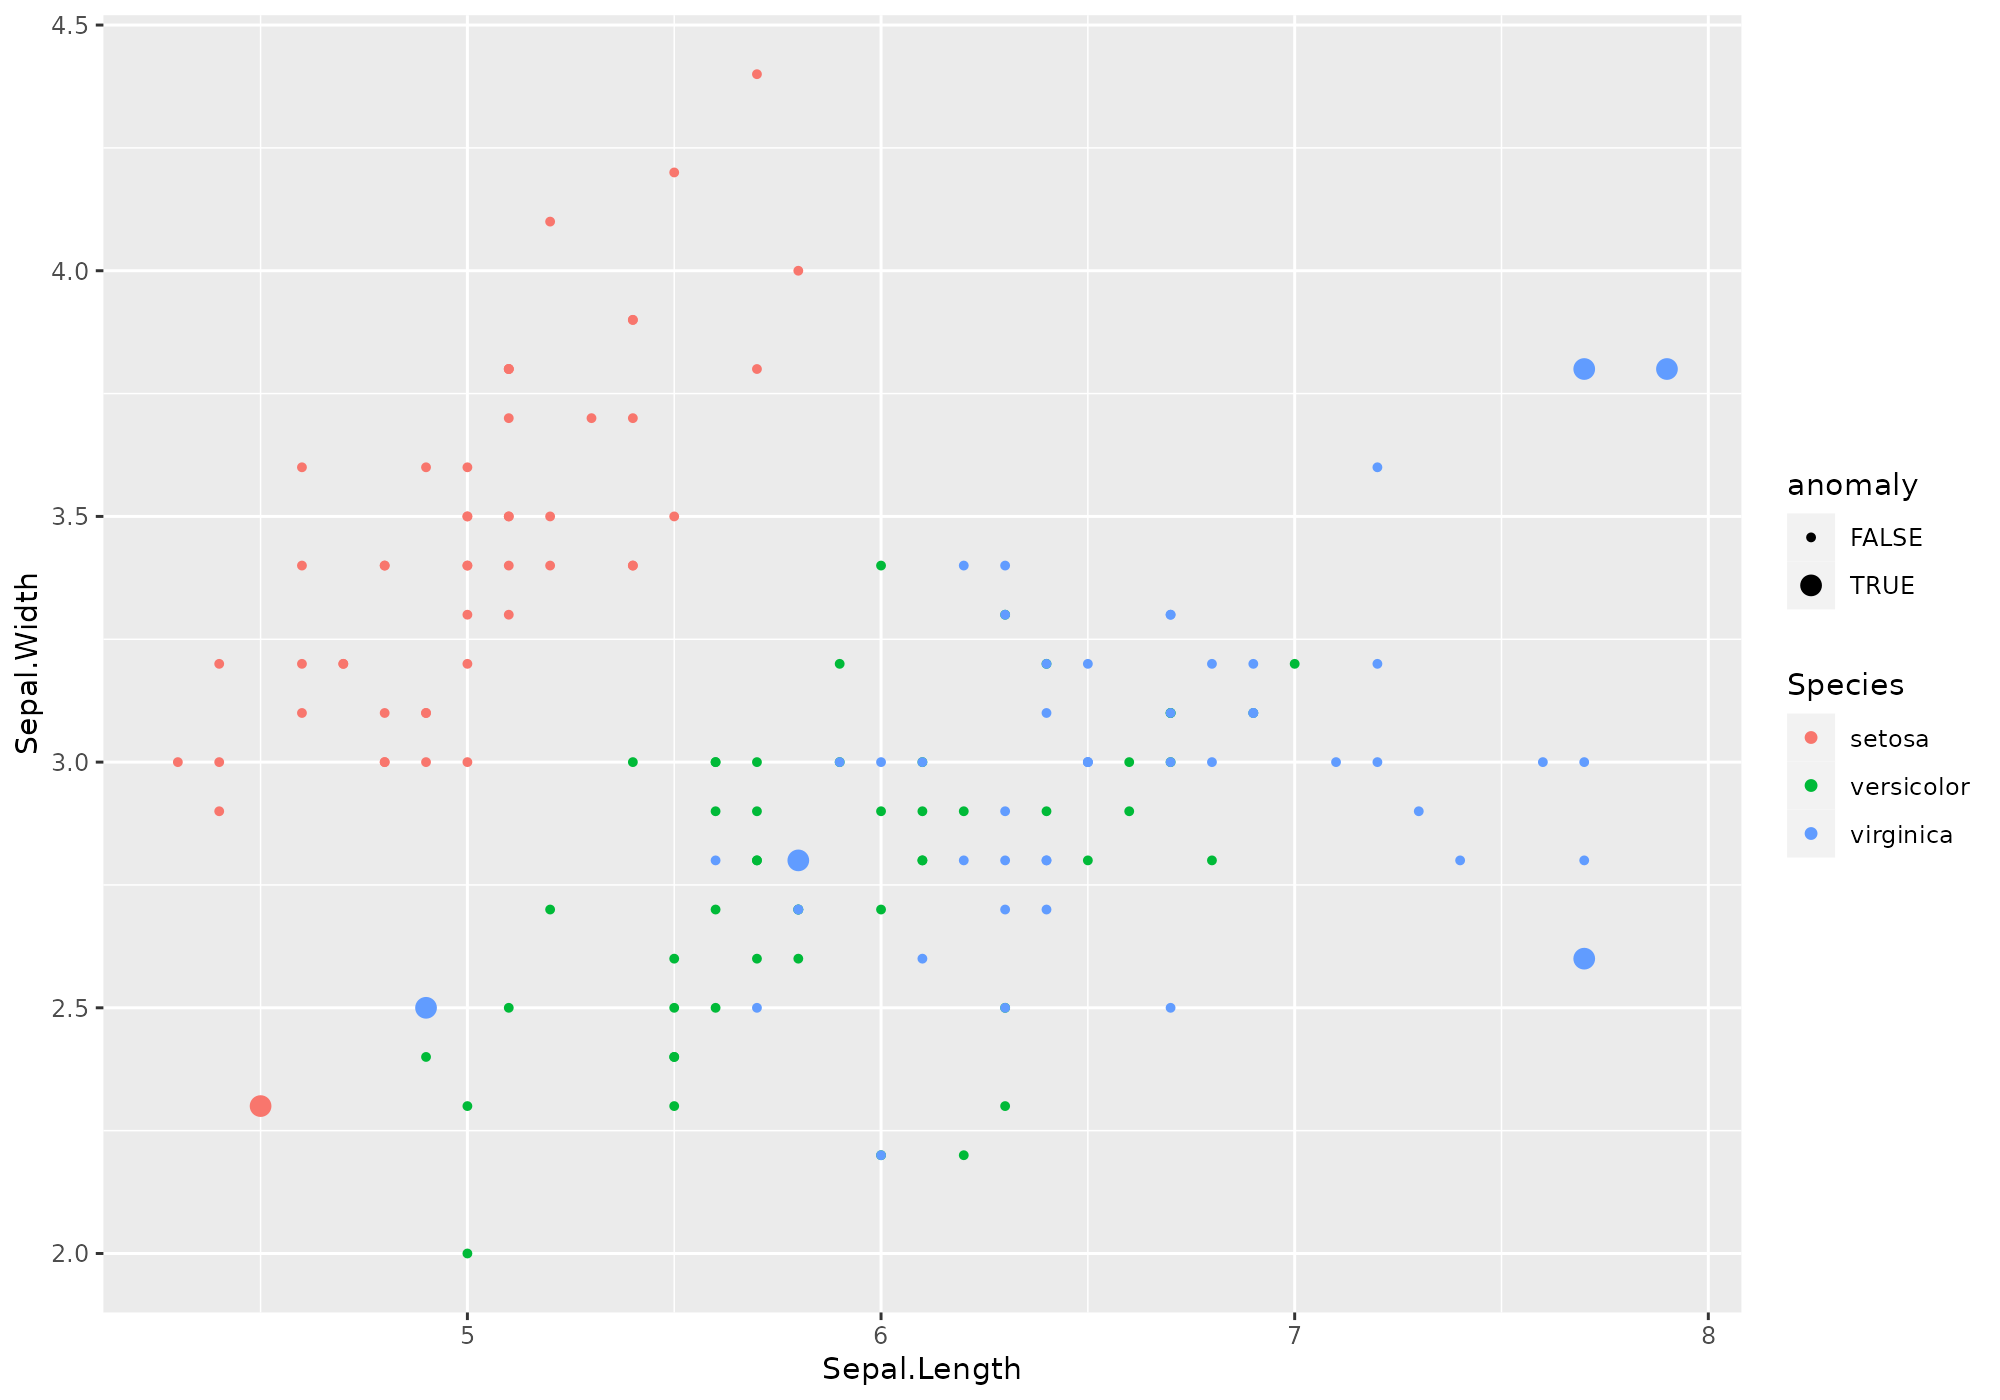 4.5
4.0
3.5
3.0
2.5
2.0
Sepal.Width
5 6 7 8
Sepal.Length
anomaly
FALSE
TRUE
Species
setosa
versicolor
virginica